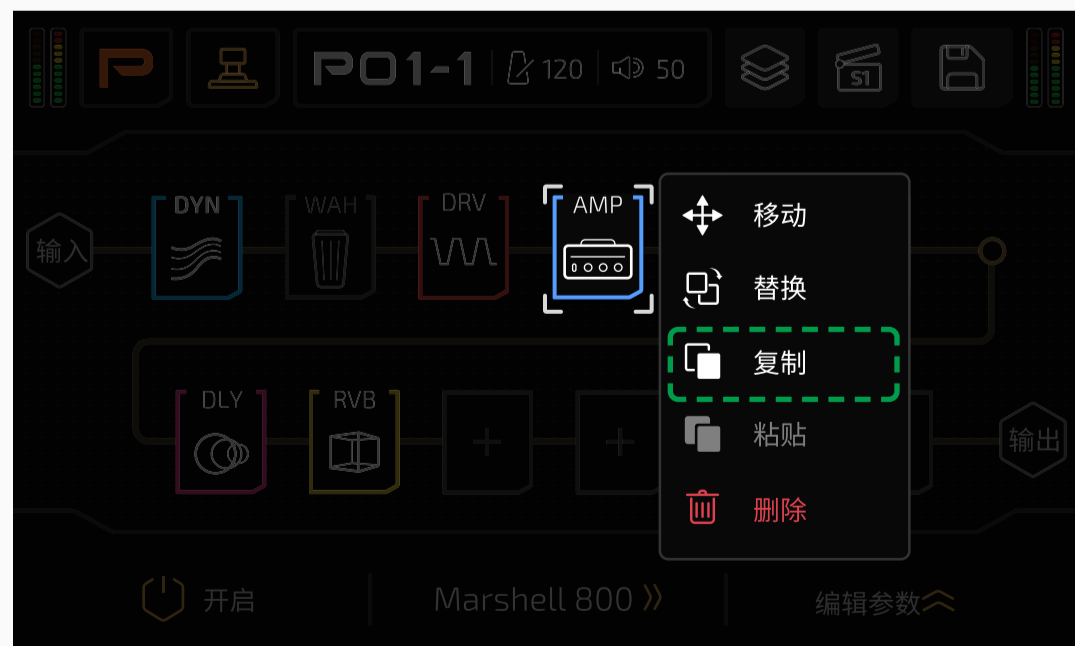 P01-1
120
50
S1
输入
DYN
WAH
DRV
AMP
移动
替换
复制
粘贴
删除
DLY
RVB
输出
开启
Marshell 800
编辑参数